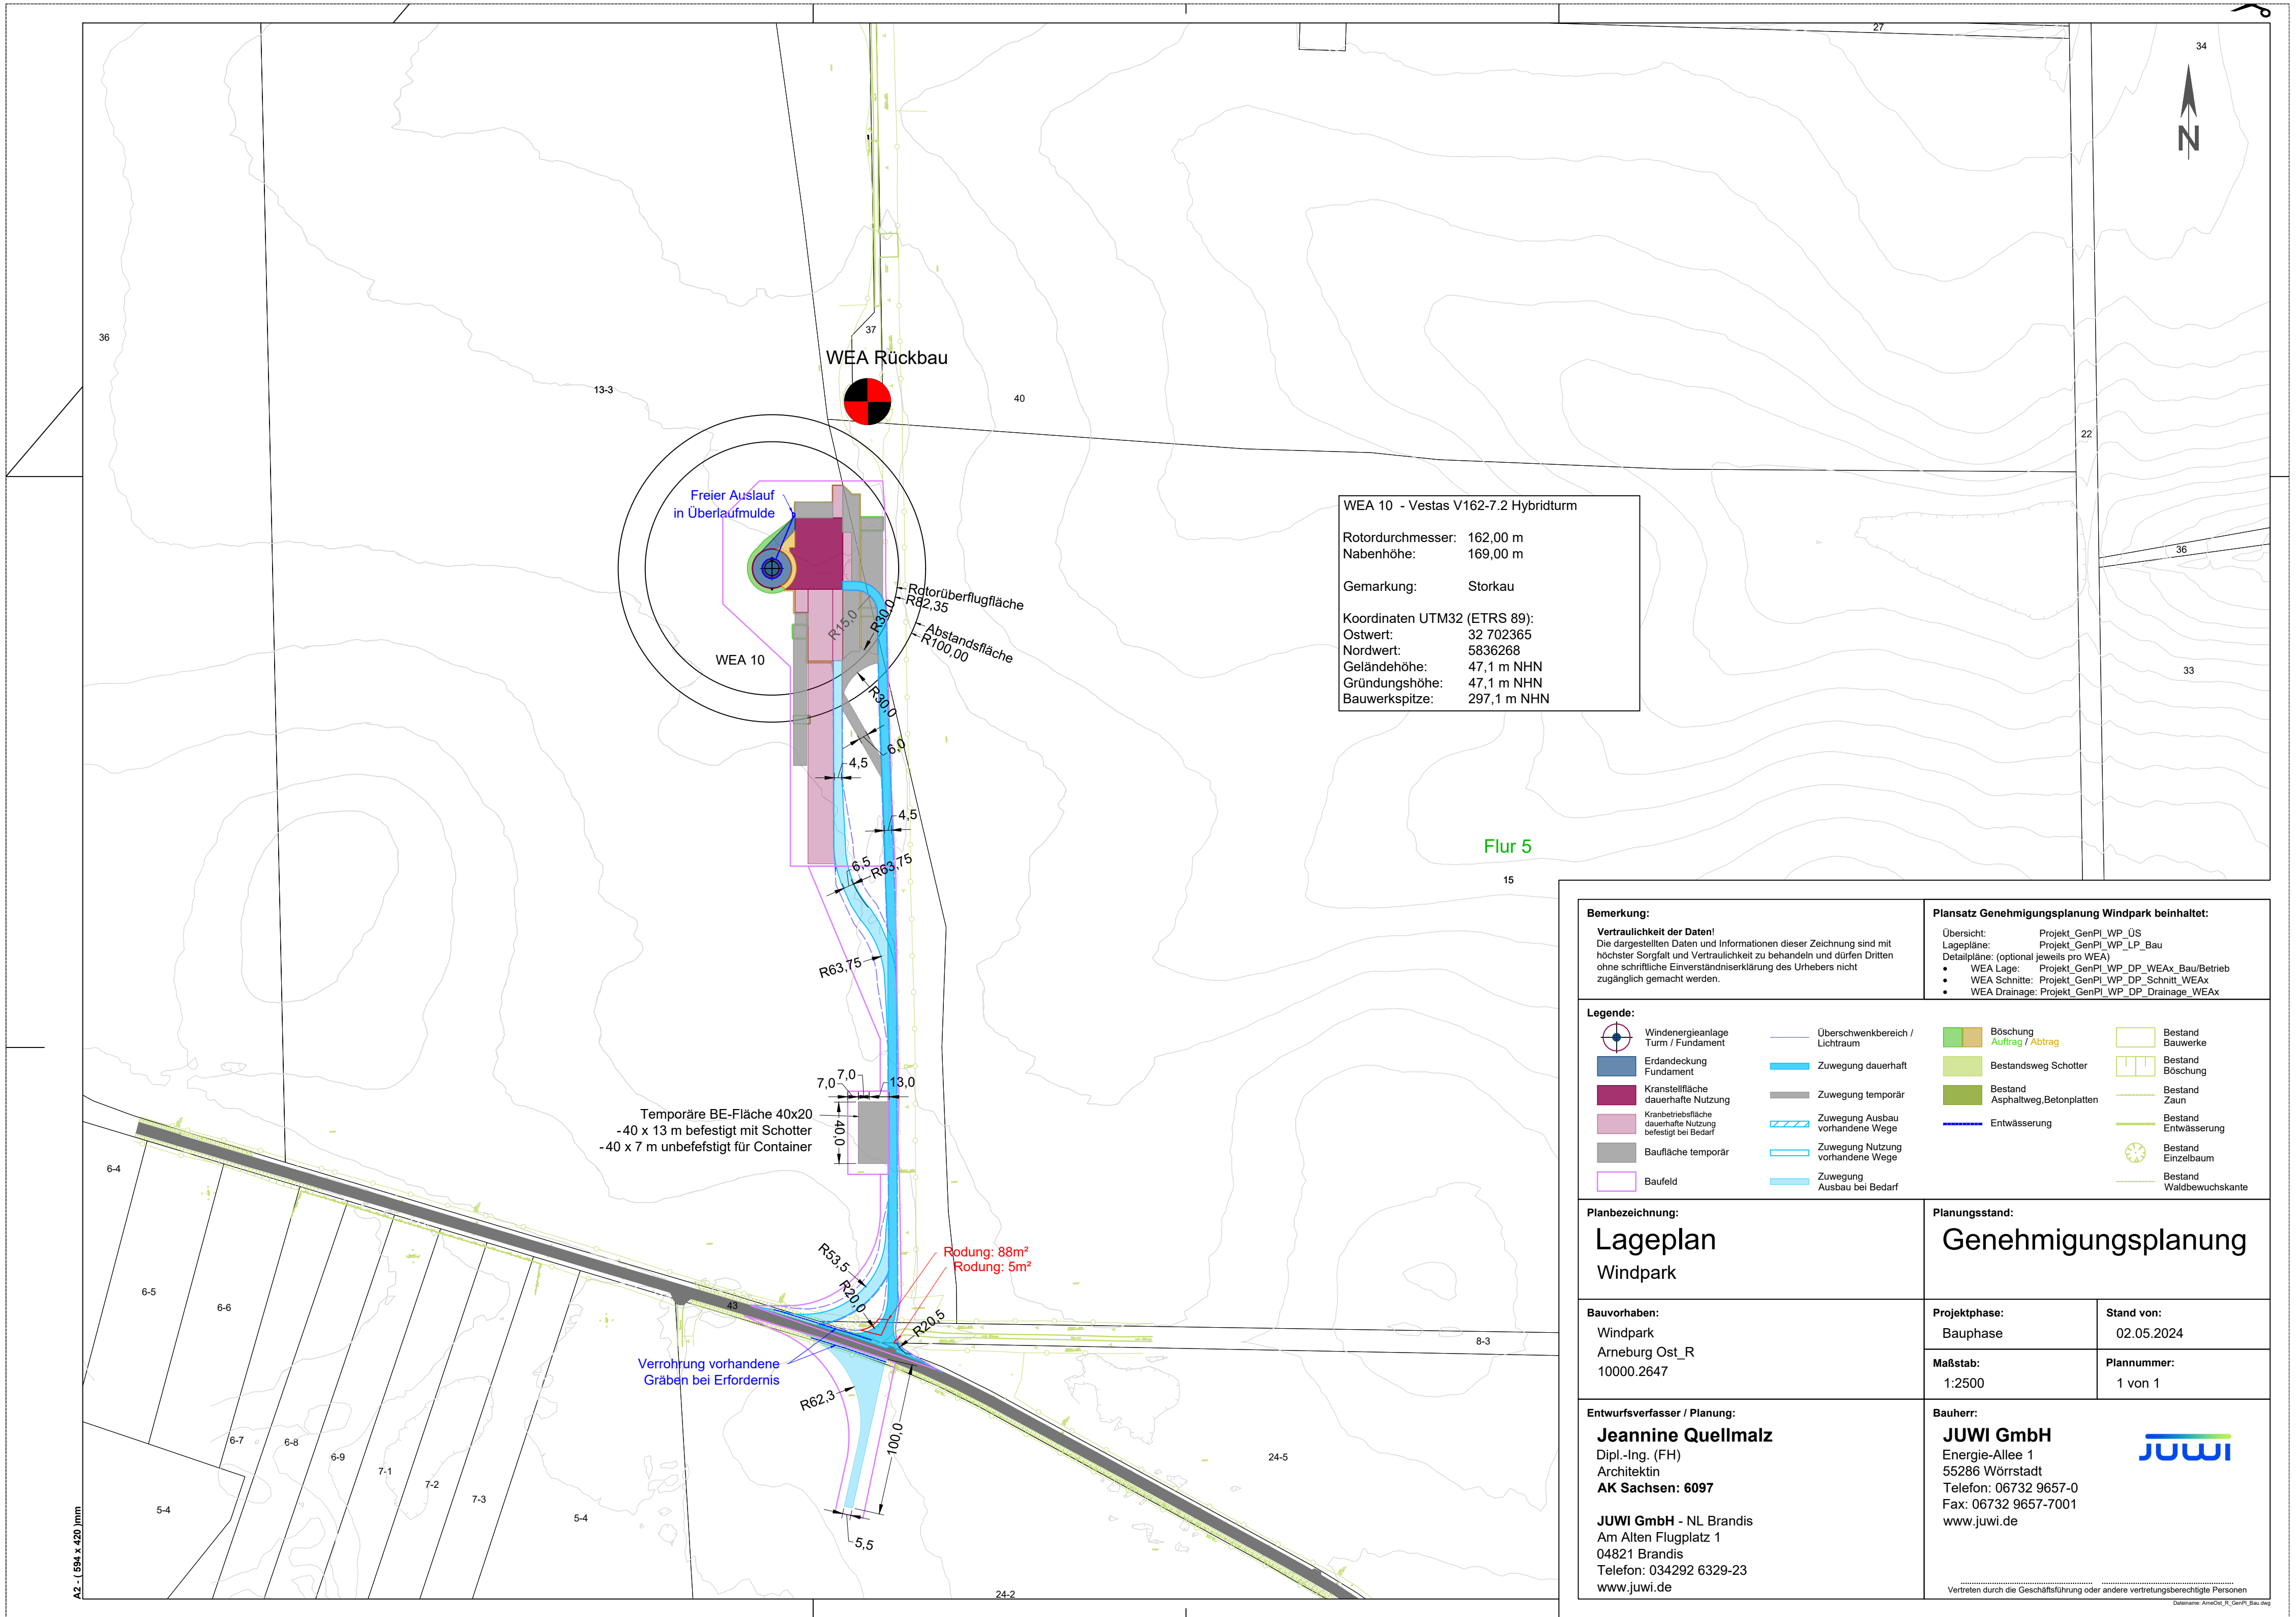 27
34
N
36
37
WEA Rückbau
13-3
40
22
36
33
Freier Auslauf
in Überlaufmulde
WEA 10
Rotorüberflugfläche
R82,35
Abstandsfläche
R100,00
R15,0
R30,0
R30,0
6,0
4,5
4,5
6,5
R63,75
R63,75
WEA 10 - Vestas V162-7.2 Hybridturm
Rotordurchmesser: 162,00 m
Nabenhöhe: 169,00 m
Gemarkung: Storkau
Koordinaten UTM32 (ETRS 89):
Ostwert: 32 702365
Nordwert: 5836268
Geländehöhe: 47,1 m NHN
Gründungshöhe: 47,1 m NHN
Bauwerkspitze: 297,1 m NHN
Flur 5
15
7,0
7,0
13,0
40,0
Temporäre BE-Fläche 40x20
-40 x 13 m befestigt mit Schotter
-40 x 7 m unbefefstigt für Container
Rodung: 88m²
Rodung: 5m²
R53,5
R20,0
R20,5
43
Verrohrung vorhandene
Gräben bei Erfordernis
R62,3
100,0
5,5
6-4
6-5
6-6
6-7
6-8
6-9
7-1
7-2
7-3
5-4
5-4
8-3
24-5
24-2
A2 - ( 594 x 420 )mm
Bemerkung:
Vertraulichkeit der Daten!
Die dargestellten Daten und Informationen dieser Zeichnung sind mit
höchster Sorgfalt und Vertraulichkeit zu behandeln und dürfen Dritten
ohne schriftliche Einverständniserklärung des Urhebers nicht
zugänglich gemacht werden.
Plansatz Genehmigungsplanung Windpark beinhaltet:
Übersicht: Projekt_GenPl_WP_ÜS
Lagepläne: Projekt_GenPl_WP_LP_Bau
Detailpläne: (optional jeweils pro WEA)
• WEA Lage: Projekt_GenPl_WP_DP_WEAx_Bau/Betrieb
• WEA Schnitte: Projekt_GenPl_WP_DP_Schnitt_WEAx
• WEA Drainage: Projekt_GenPl_WP_DP_Drainage_WEAx
Legende:
Windenergieanlage
Turm / Fundament
Erdandeckung
Fundament
Kranstellfläche
dauerhafte Nutzung
Kranbetriebsfläche
dauerhafte Nutzung
befestigt bei Bedarf
Baufläche temporär
Baufeld
Überschwenkbereich /
Lichtraum
Zuwegung dauerhaft
Zuwegung temporär
Zuwegung Ausbau
vorhandene Wege
Zuwegung Nutzung
vorhandene Wege
Zuwegung
Ausbau bei Bedarf
Böschung
Auftrag / Abtrag
Bestandsweg Schotter
Bestand
Asphaltweg,Betonplatten
Entwässerung
Bestand
Bauwerke
Bestand
Böschung
Bestand
Zaun
Bestand
Entwässerung
Bestand
Einzelbaum
Bestand
Waldbewuchskante
Planbezeichnung:
Lageplan
Windpark
Planungsstand:
Genehmigungsplanung
Bauvorhaben:
Windpark
Arneburg Ost_R
10000.2647
Projektphase:
Bauphase
Stand von:
02.05.2024
Maßstab:
1:2500
Plannummer:
1 von 1
Entwurfsverfasser / Planung:
Jeannine Quellmalz
Dipl.-Ing. (FH)
Architektin
AK Sachsen: 6097
JUWI GmbH - NL Brandis
Am Alten Flugplatz 1
04821 Brandis
Telefon: 034292 6329-23
www.juwi.de
Bauherr:
JUWI GmbH
Energie-Allee 1
55286 Wörrstadt
Telefon: 06732 9657-0
Fax: 06732 9657-7001
www.juwi.de
JUWI
Vertreten durch die Geschäftsführung oder andere vertretungsberechtigte Personen
Dateiname: ArneOst_R_GenPl_Bau.dwg